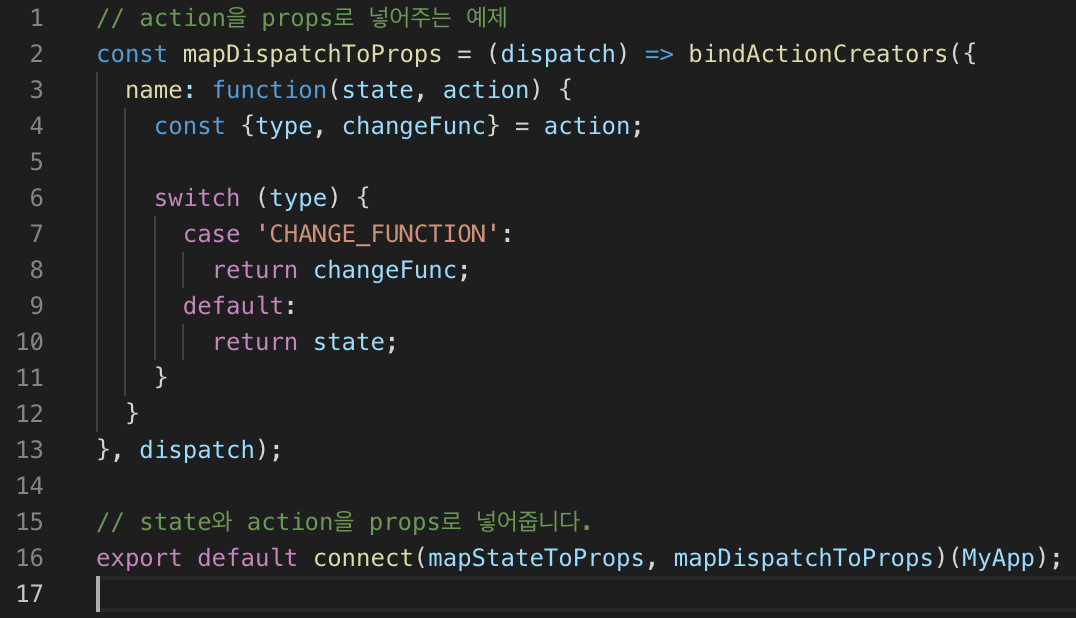 1 // action을 props로 넣어주는 예제
2 const mapDispatchToProps = (dispatch) => bindActionCreators({
3   name: function(state, action) {
4     const {type, changeFunc} = action;
5
6     switch (type) {
7       case 'CHANGE_FUNCTION':
8         return changeFunc;
9       default:
10         return state;
11     }
12   }
13 }, dispatch);
14
15 // state와 action을 props로 넣어줍니다.
16 export default connect(mapStateToProps, mapDispatchToProps)(MyApp);
17